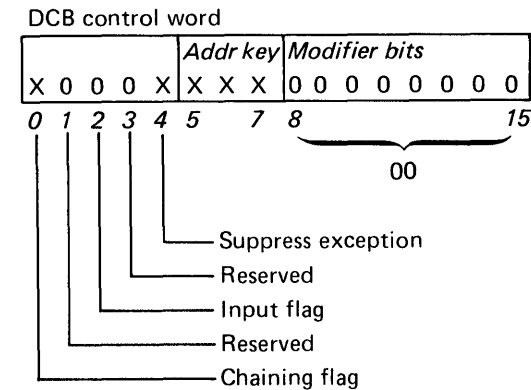 DCB control word
Addr key Modifier bits
X 0 0 0 X X X X 0 0 0 0 0 0 0 0
0 1 2 3 4 5 7 8 15
00
Suppress exception
Reserved
Input flag
Reserved
Chaining flag